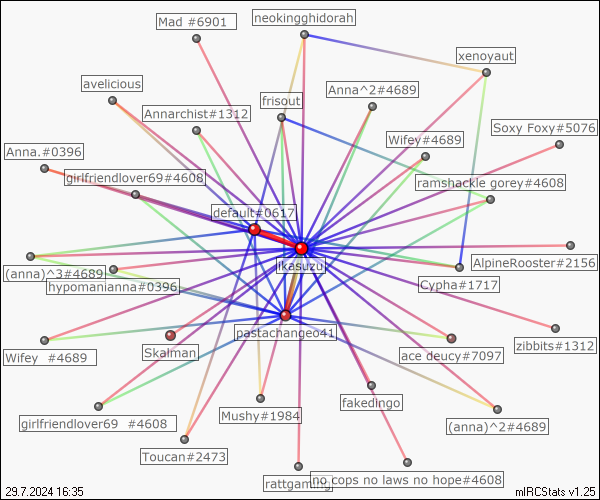 Mad #6901
neokingghidorah
xenoyaut
avelicious
Annarchist#1312
frisout
Anna^2#4689
Wifey#4689
Soxy Foxy#5076
Anna.#0396
girlfriendlover69#4608
ramshackle gorey#4608
default#0617
jikasuzu
(anna)^3#4689
hypomanianna#0396
Cypha#1717
AlpineRooster#2156
pastachangeo41
Wifey #4689
Skalman
ace deucy#7097
zibbits#1312
girlfriendlover69 #4608
Mushy#1984
fakedingo
(anna)^2#4689
Toucan#2473
rattgaming
no cops no laws no hope#4608
29.7.2024 16:35
mIRCStats v1.25